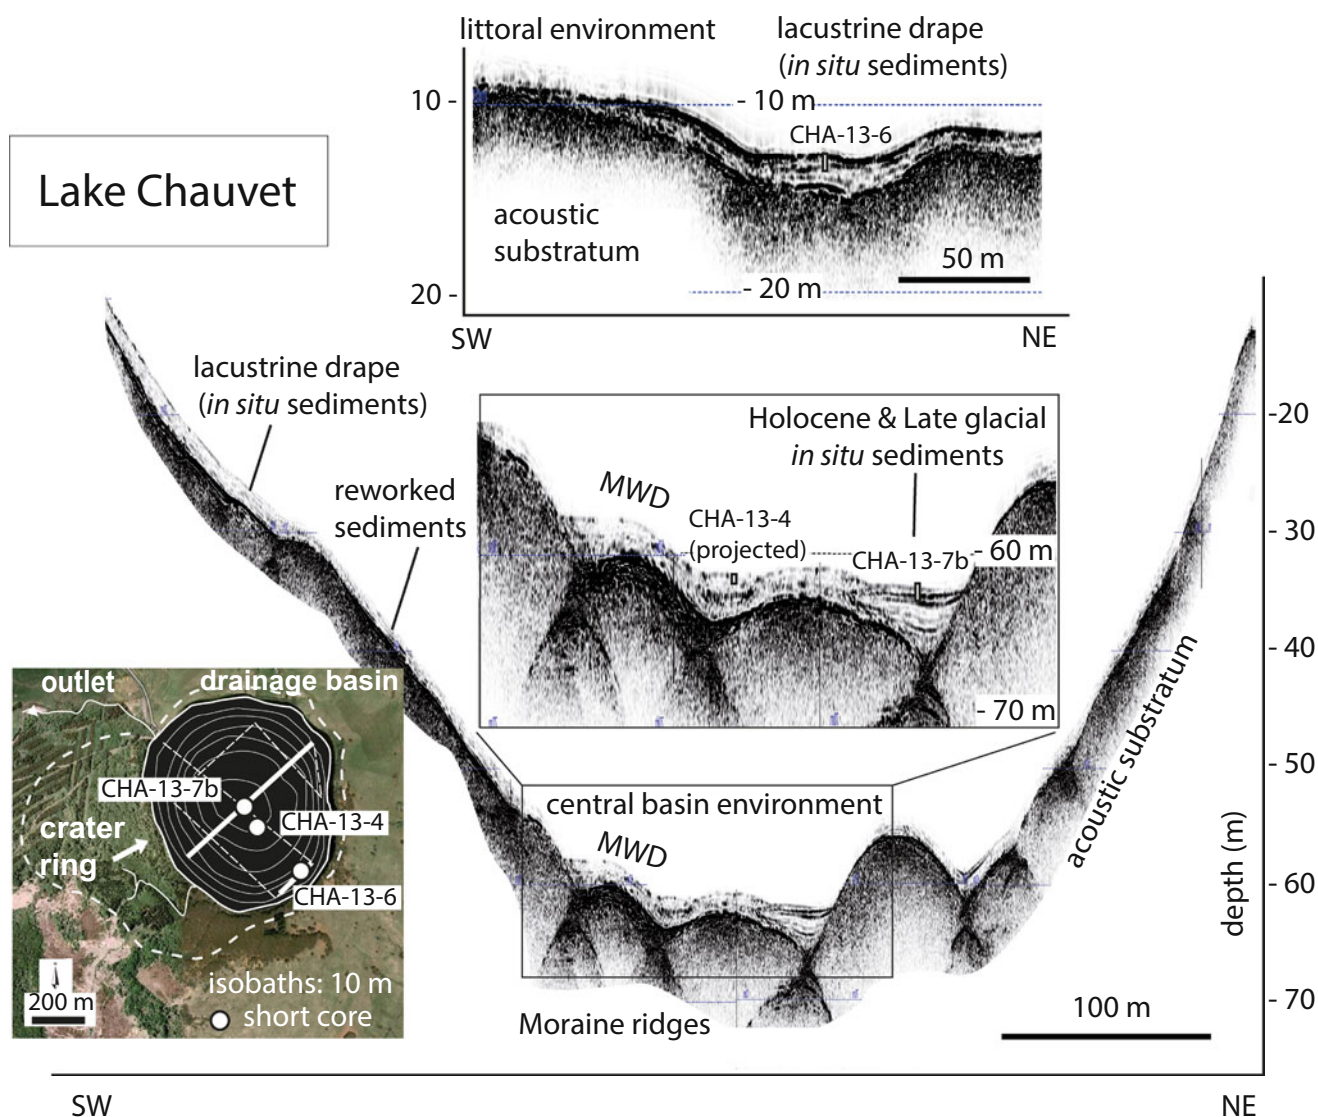 littoral environment
lacustrine drape
(in situ sediments)
10 -
- 10 m
CHA-13-6
Lake Chauvet
acoustic
substratum
50 m
20 -
- 20 m
SW
NE
lacustrine drape
(in situ sediments)
reworked
sediments
Holocene & Late glacial
in situ sediments
MWD
CHA-13-4
(projected)
CHA-13-7b
- 60 m
- 70 m
-20
- 30
- 40
- 50
- 60
- 70
depth (m)
acoustic substratum
outlet
drainage basin
CHA-13-7b
CHA-13-4
crater
ring
CHA-13-6
isobaths: 10 m
200 m
short core
central basin environment
MWD
Moraine ridges
100 m
SW
NE